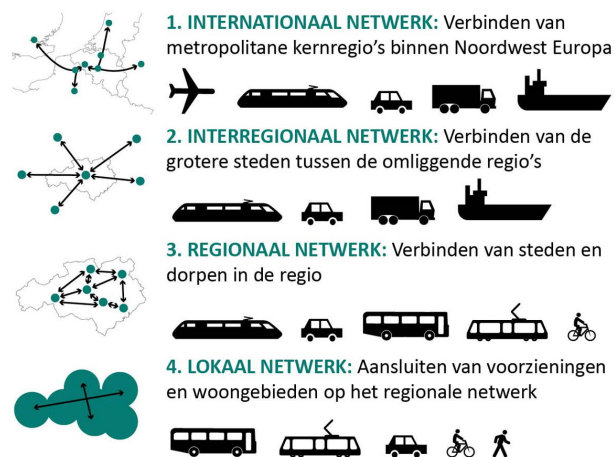 1. INTERNATIONAAL NETWERK: Verbinden van
metropolitane kernregio's binnen Noordwest Europa
2. INTERREGIONAAL NETWERK: Verbinden van de
grotere steden tussen de omliggende regio's
3. REGIONAAL NETWERK: Verbinden van steden en
dorpen in de regio
4. LOKAAL NETWERK: Aansluiten van voorzieningen
en woongebieden op het regionale netwerk